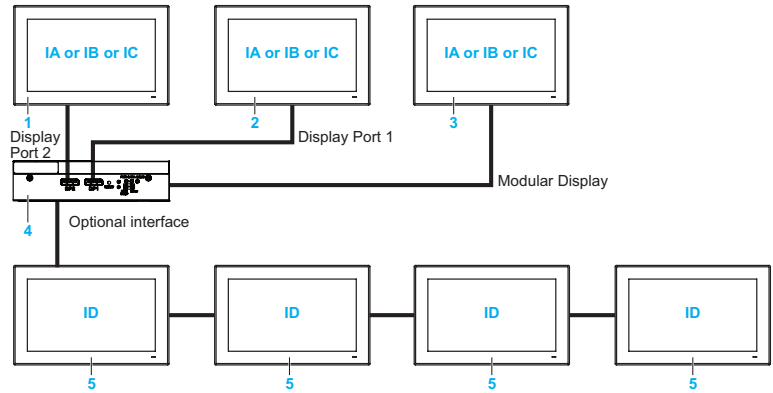 IA or IB or IC
IA or IB or IC
IA or IB or IC
1
2
3
Display
Port 2
Display Port 1
Modular Display
4
Optional interface
ID
ID
ID
ID
5
5
5
5